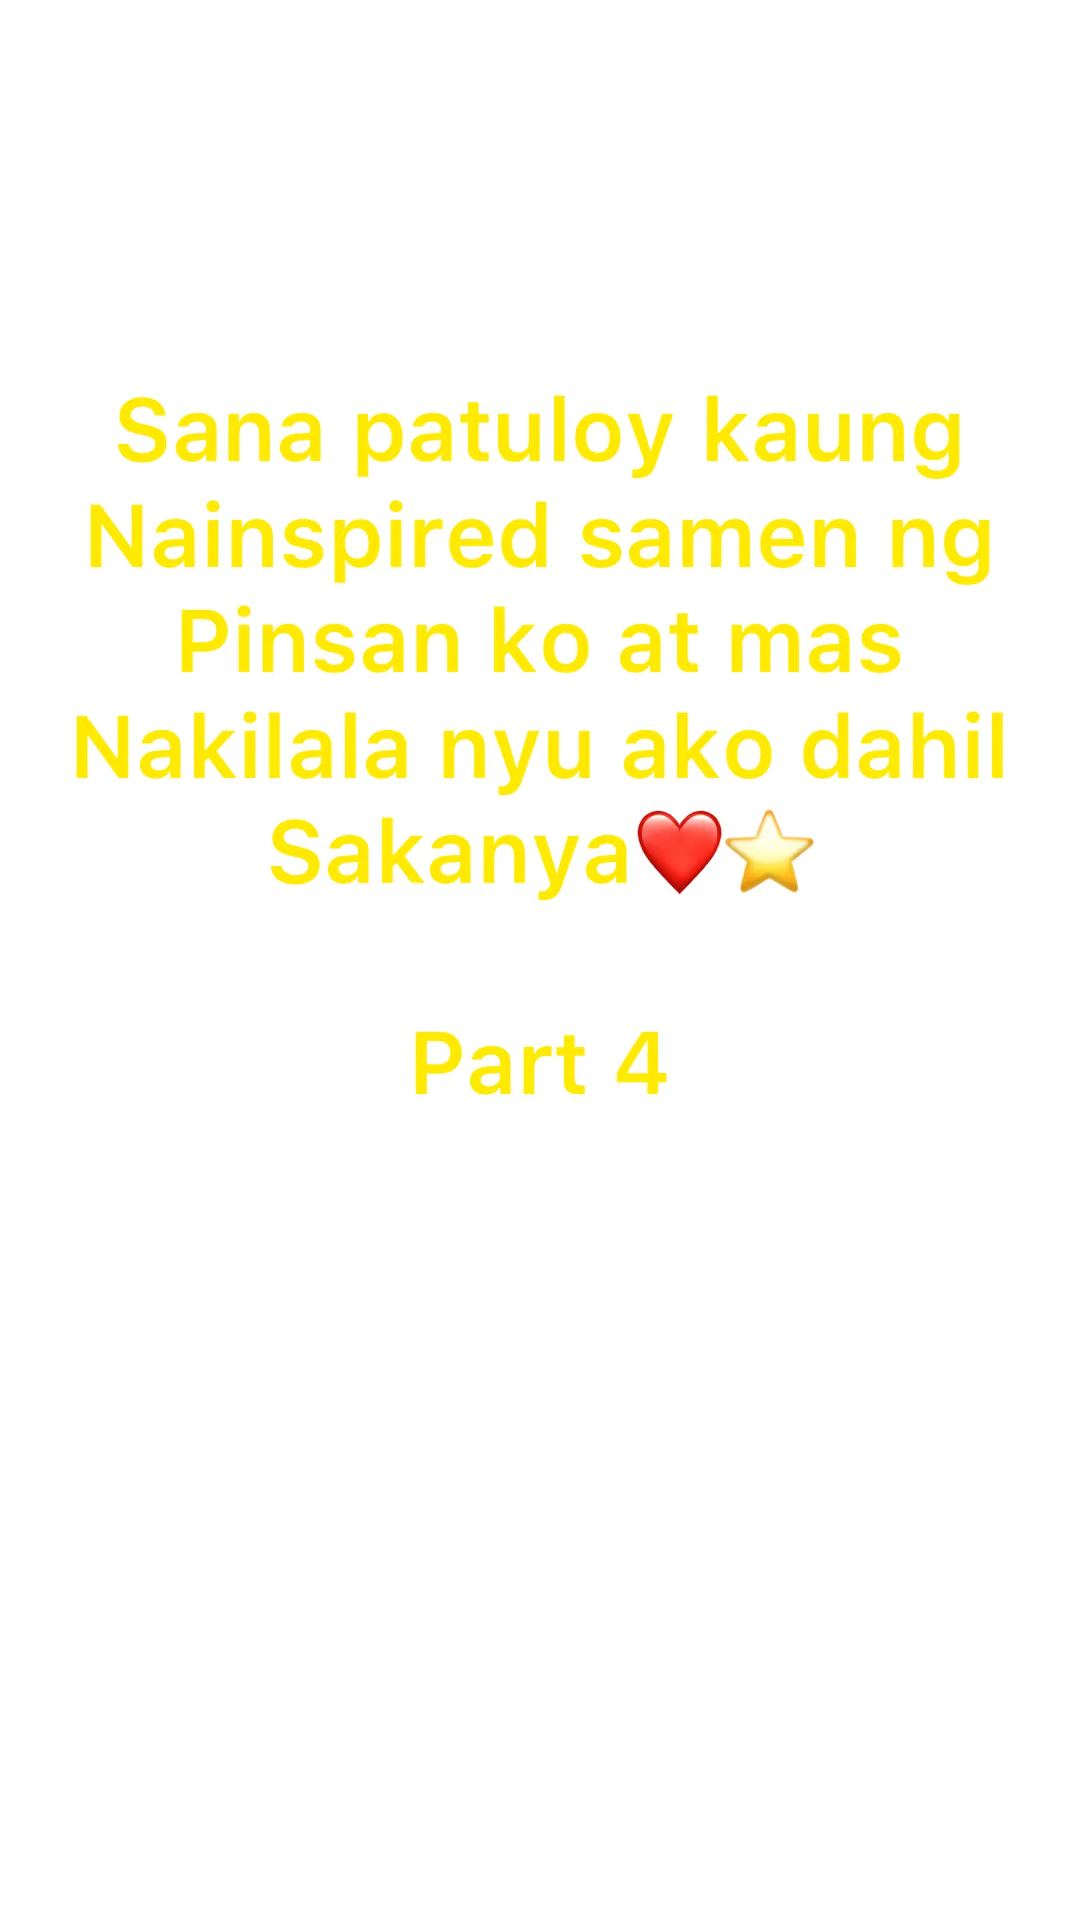 Sana patuloy kaung
Nainspired samen ng
Pinsan ko at mas
Nakilala nyu ako dahil
Sakanya❤️⭐
Part 4